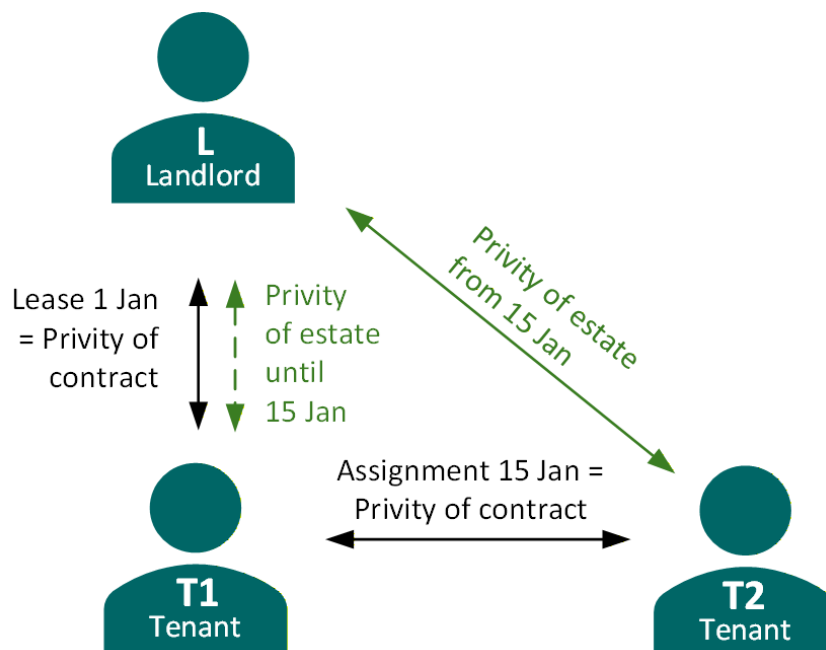 L
Landlord
Lease 1 Jan
= Privity of
contract
Privity
of estate
until
15 Jan
Privity of estate
from 15 Jan
Assignment 15 Jan =
Privity of contract
T1
Tenant
T2
Tenant